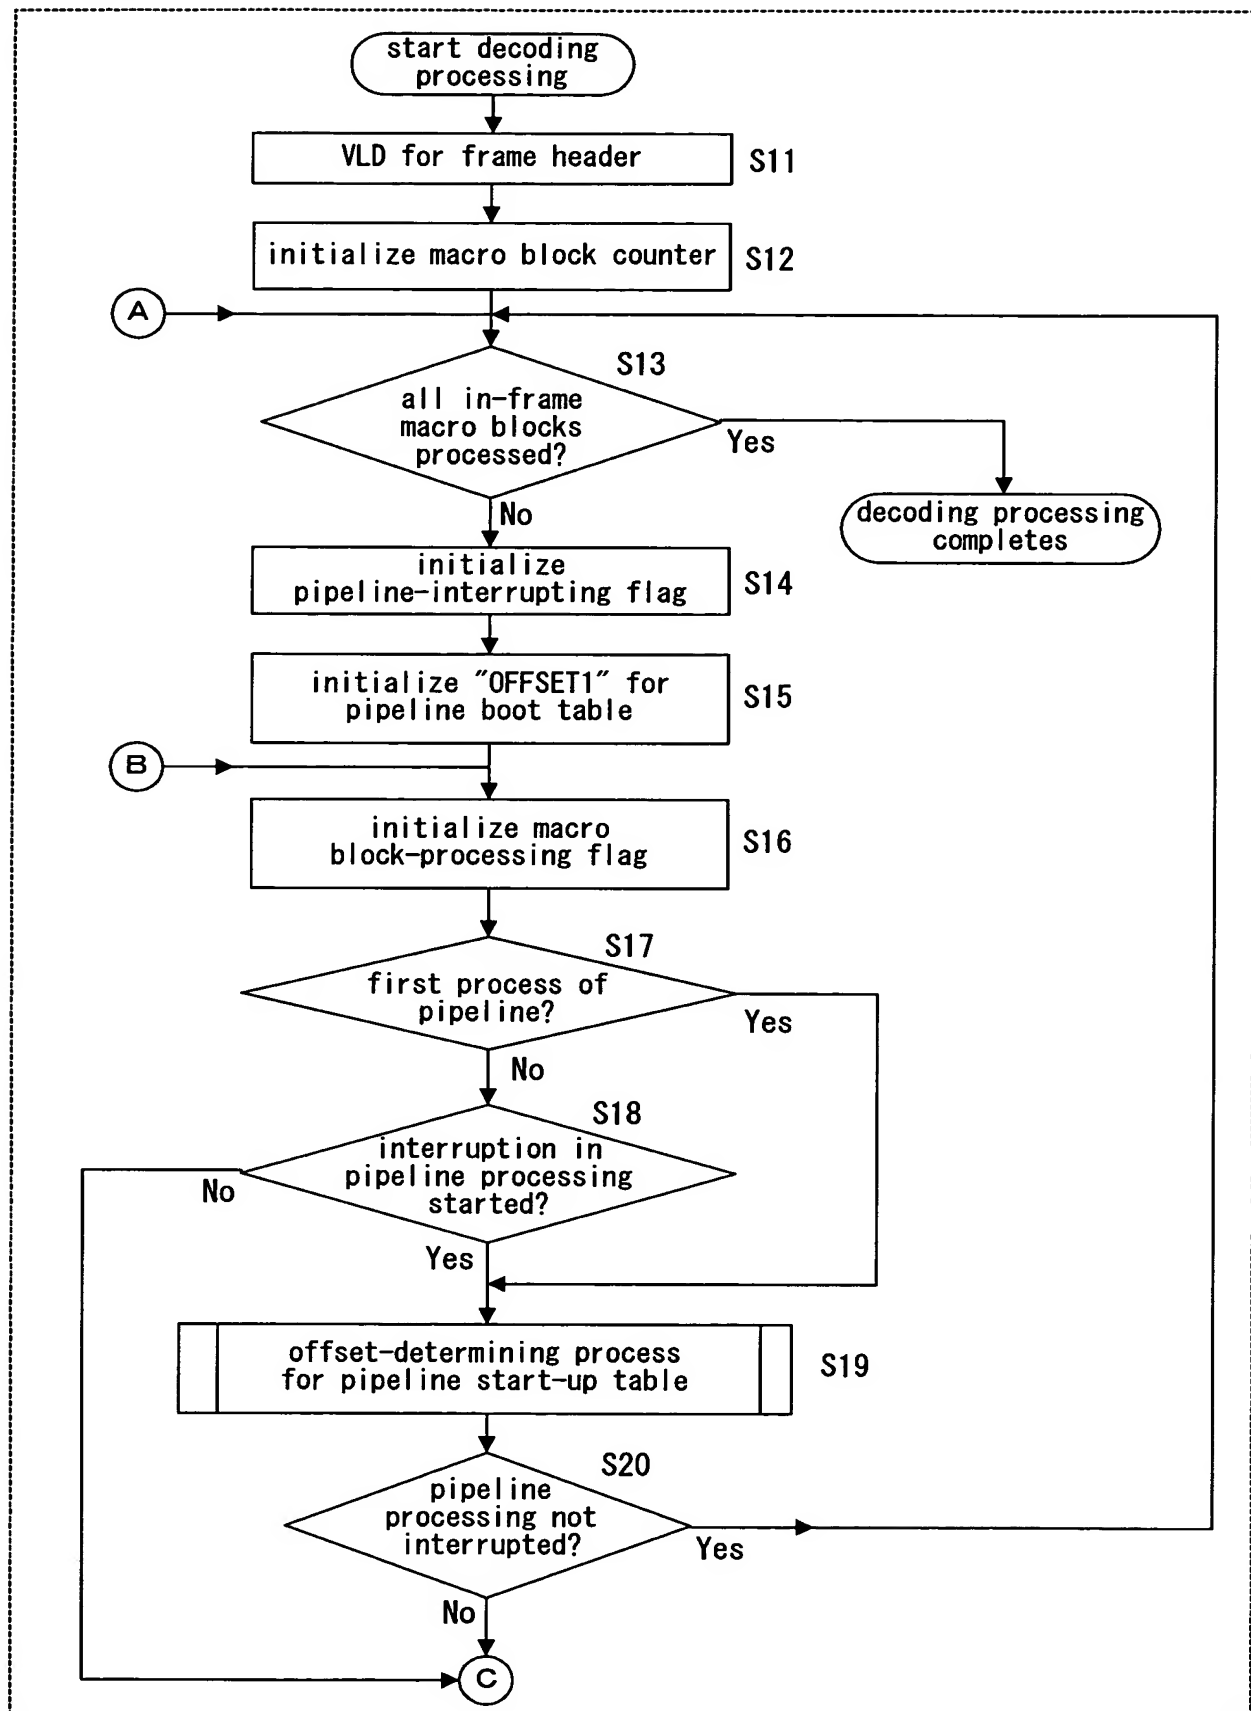 start decoding
processing
VLD for frame header
S11
initialize macro block counter
S12
A
S13
all in-frame
macro blocks
processed?
Yes
No
decoding processing
completes
initialize
pipeline-interrupting flag
S14
initialize "OFFSET1" for
pipeline boot table
S15
B
initialize macro
block-processing flag
S16
S17
first process of
pipeline?
Yes
No
S18
interruption in
pipeline processing
started?
No
Yes
offset-determining process
for pipeline start-up table
S19
S20
pipeline
processing not
interrupted?
Yes
No
C